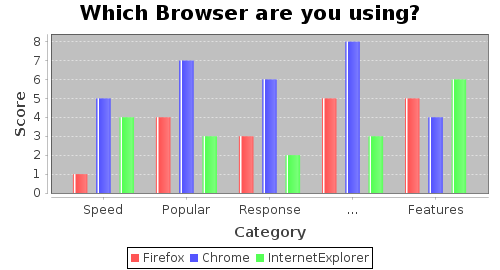 Which Browser are you using?
8
7
6
5
4
3
2
1
0
Score
Speed Popular Response ... Features
Category
Firefox Chrome InternetExplorer